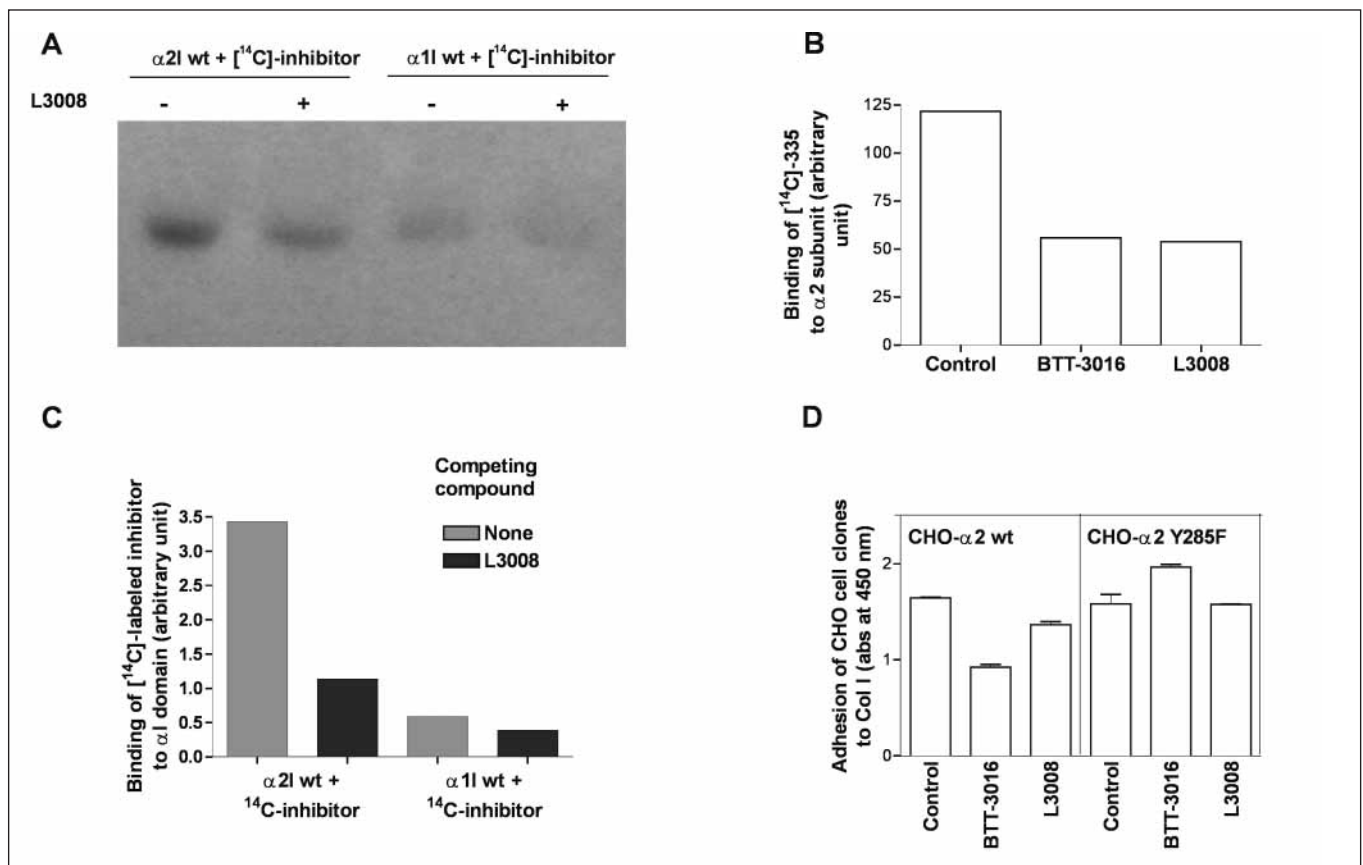 A
α2I wt + [¹⁴C]-inhibitor
α1I wt + [¹⁴C]-inhibitor
L3008
-
+
-
+
B
Binding of [¹⁴C]-335
to α2 subunit (arbitrary
unit)
125
100
75
50
25
0
Control
BTT-3016
L3008
C
Binding of [¹⁴C]-labeled inhibitor
to αI domain (arbitrary unit)
3.5
3.0
2.5
2.0
1.5
1.0
0.5
0.0
Competing
compound
None
L3008
α2I wt +
¹⁴C-inhibitor
α1I wt +
¹⁴C-inhibitor
D
Adhesion of CHO cell clones
to Col I (abs at 450 nm)
2
1
0
CHO-α2 wt
CHO-α2 Y285F
Control
BTT-3016
L3008
Control
BTT-3016
L3008